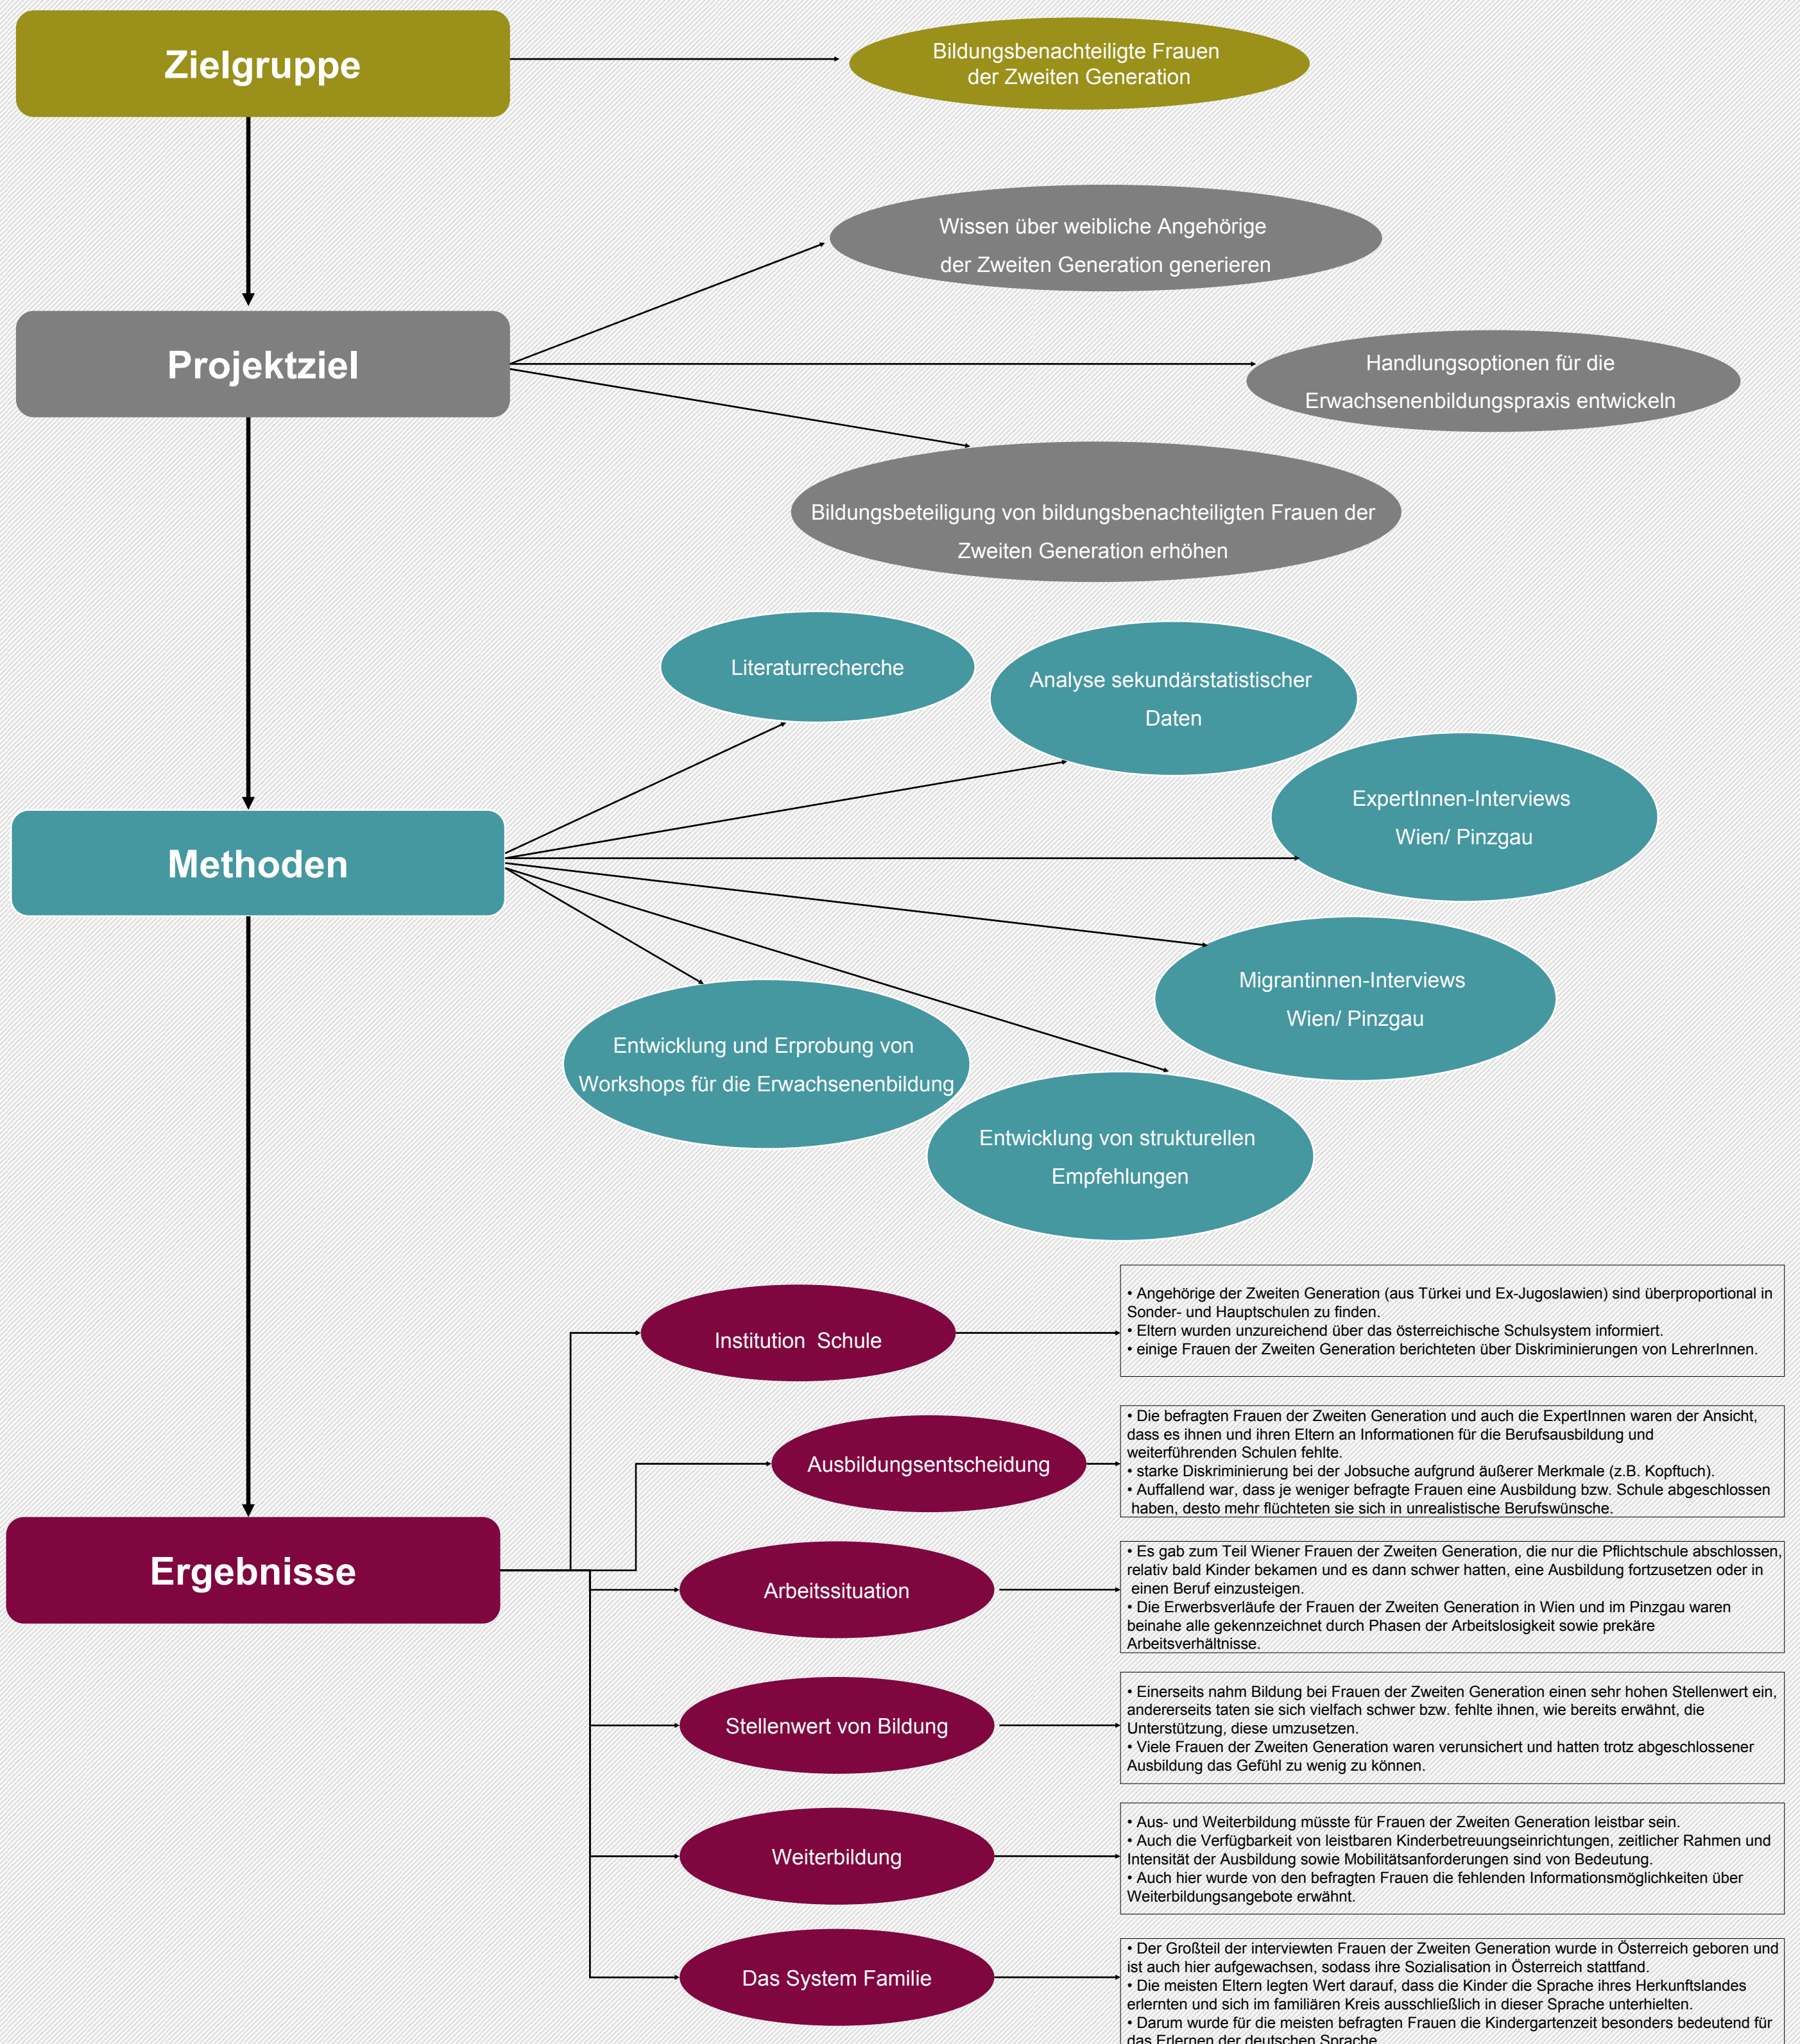 Zielgruppe
Bildungsbenachteiligte Frauen
der Zweiten Generation
Projektziel
Wissen über weibliche Angehörige
der Zweiten Generation generieren
Handlungsoptionen für die
Erwachsenenbildungspraxis entwickeln
Bildungsbeteiligung von bildungsbenachteiligten Frauen der
Zweiten Generation erhöhen
Methoden
Literaturrecherche
Analyse sekundärstatistischer
Daten
ExpertInnen-Interviews
Wien/ Pinzgau
Migrantinnen-Interviews
Wien/ Pinzgau
Entwicklung und Erprobung von
Workshops für die Erwachsenenbildung
Entwicklung von strukturellen
Empfehlungen
Ergebnisse
Institution Schule
• Angehörige der Zweiten Generation (aus Türkei und Ex-Jugoslawien) sind überproportional in
Sonder- und Hauptschulen zu finden.
• Eltern wurden unzureichend über das österreichische Schulsystem informiert.
• einige Frauen der Zweiten Generation berichteten über Diskriminierungen von LehrerInnen.
Ausbildungsentscheidung
• Die befragten Frauen der Zweiten Generation und auch die ExpertInnen waren der Ansicht,
dass es ihnen und ihren Eltern an Informationen für die Berufsausbildung und
weiterführenden Schulen fehlte.
• starke Diskriminierung bei der Jobsuche aufgrund äußerer Merkmale (z.B. Kopftuch).
• Auffallend war, dass je weniger befragte Frauen eine Ausbildung bzw. Schule abgeschlossen
haben, desto mehr flüchteten sie sich in unrealistische Berufswünsche.
Arbeitssituation
• Es gab zum Teil Wiener Frauen der Zweiten Generation, die nur die Pflichtschule abschlossen,
relativ bald Kinder bekamen und es dann schwer hatten, eine Ausbildung fortzusetzen oder in
einen Beruf einzusteigen.
• Die Erwerbsverläufe der Frauen der Zweiten Generation in Wien und im Pinzgau waren
beinahe alle gekennzeichnet durch Phasen der Arbeitslosigkeit sowie prekäre
Arbeitsverhältnisse.
Stellenwert von Bildung
• Einerseits nahm Bildung bei Frauen der Zweiten Generation einen sehr hohen Stellenwert ein,
andererseits taten sie sich vielfach schwer bzw. fehlte ihnen, wie bereits erwähnt, die
Unterstützung, diese umzusetzen.
• Viele Frauen der Zweiten Generation waren verunsichert und hatten trotz abgeschlossener
Ausbildung das Gefühl zu wenig zu können.
Weiterbildung
• Aus- und Weiterbildung müsste für Frauen der Zweiten Generation leistbar sein.
• Auch die Verfügbarkeit von leistbaren Kinderbetreuungseinrichtungen, zeitlicher Rahmen und
Intensität der Ausbildung sowie Mobilitätsanforderungen sind von Bedeutung.
• Auch hier wurde von den befragten Frauen die fehlenden Informationsmöglichkeiten über
Weiterbildungsangebote erwähnt.
Das System Familie
• Der Großteil der interviewten Frauen der Zweiten Generation wurde in Österreich geboren und
ist auch hier aufgewachsen, sodass ihre Sozialisation in Österreich stattfand.
• Die meisten Eltern legten Wert darauf, dass die Kinder die Sprache ihres Herkunftslandes
erlernten und sich im familiären Kreis ausschließlich in dieser Sprache unterhielten.
• Darum wurde für die meisten befragten Frauen die Kindergartenzeit besonders bedeutend für
das Erlernen der deutschen Sprache.